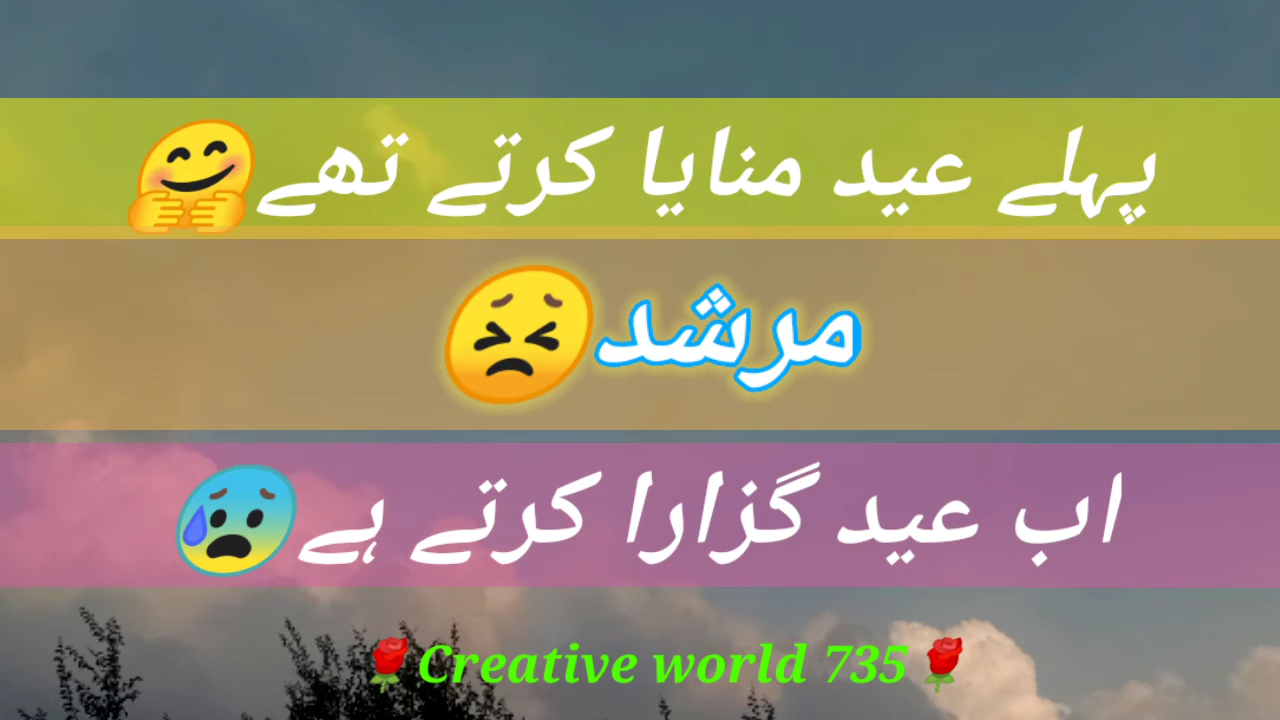 پہلے عید منایا کرتے تھے🤗
مرشد😣
اب عید گزارا کرتے ہے😰
🌹Creative world 735🌹